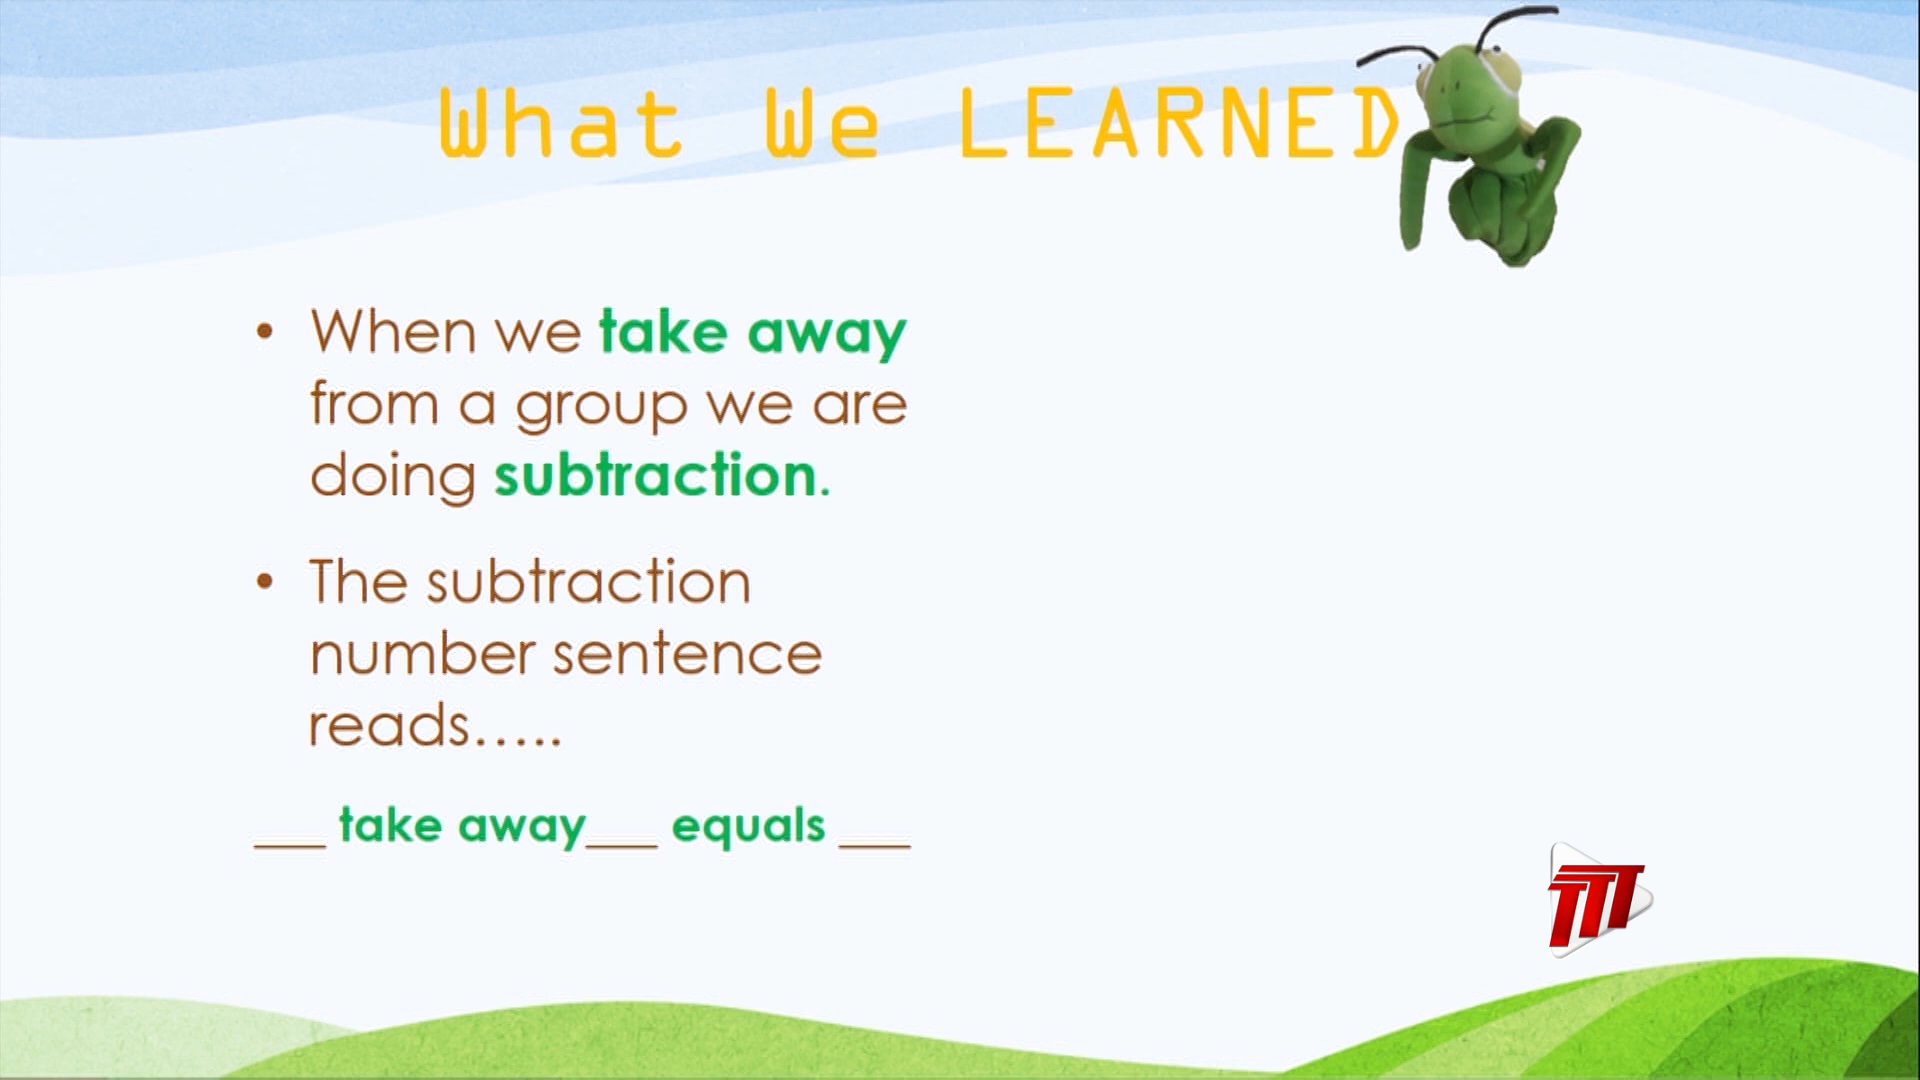 What We LEARNED
• When we take away
from a group we are
doing subtraction.
• The subtraction
number sentence
reads.....
___ take away___ equals ___
TTT